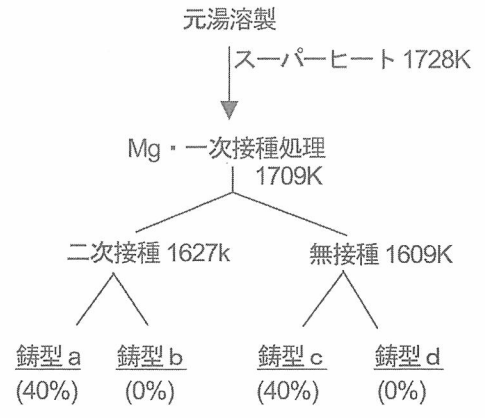 元湯溶製
スーパーヒート 1728K
Mg・一次接種処理
1709K
二次接種 1627k
無接種 1609K
鋳型 a
鋳型 b
鋳型 c
鋳型 d
(40%)
(0%)
(40%)
(0%)